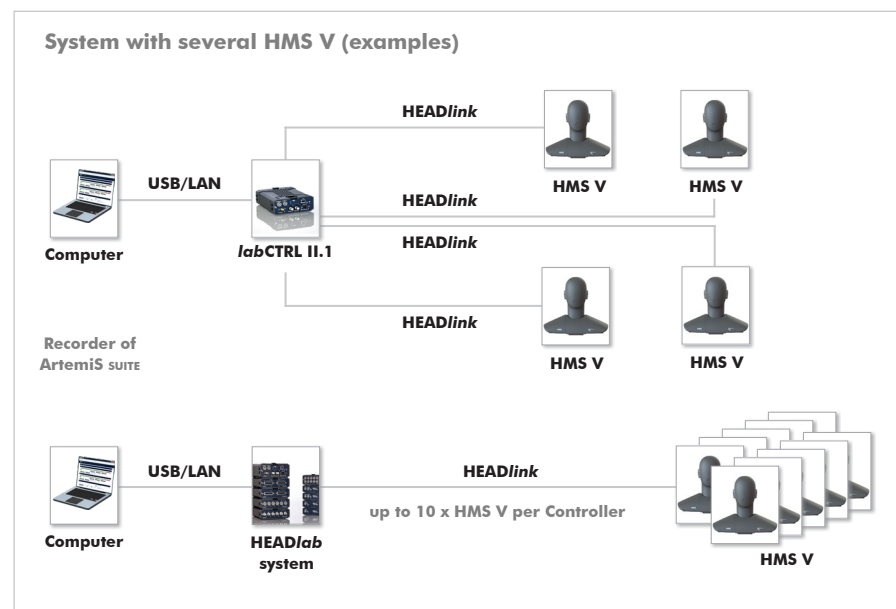 System with several HMS V (examples)
HEADlink
HMS V
HMS V
USB/LAN
HEADlink
Computer
labCTRL II.1
HEADlink
HEADlink
HMS V
HMS V
Recorder of
ArtemiS SUITE
USB/LAN
HEADlink
up to 10 x HMS V per Controller
Computer
HEADlab
system
HMS V